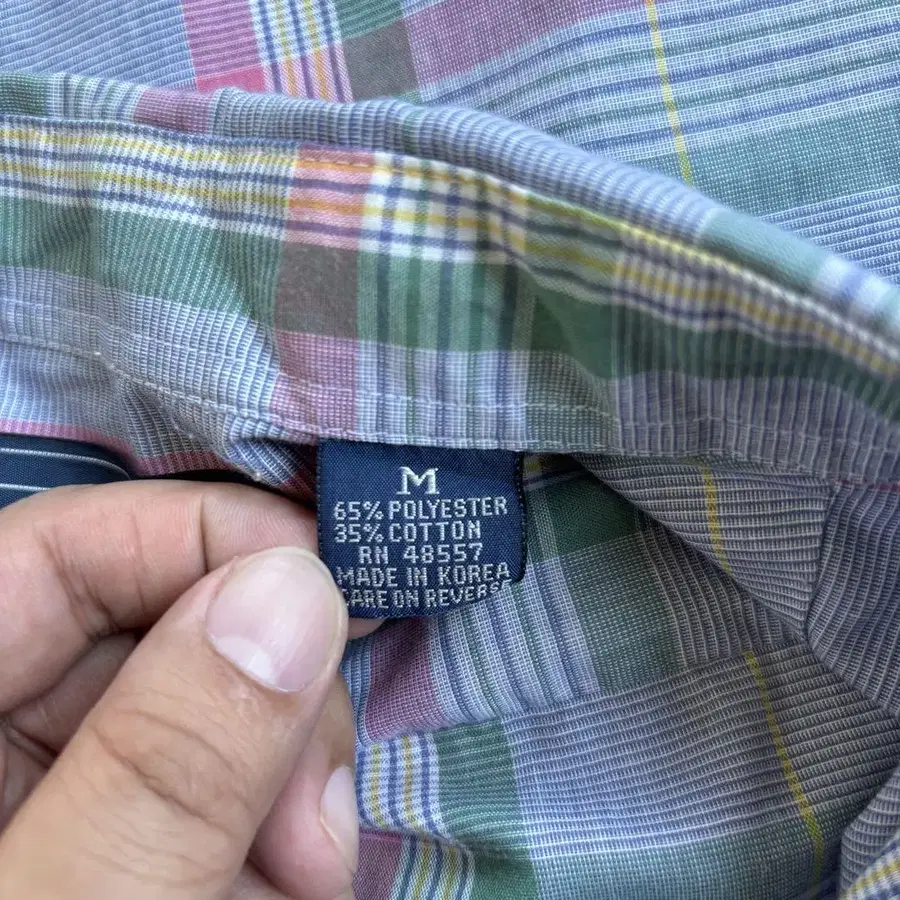 M
65% POLYESTER
35% COTTON
RN 48557
MADE IN KOREA
CARE ON REVERSE